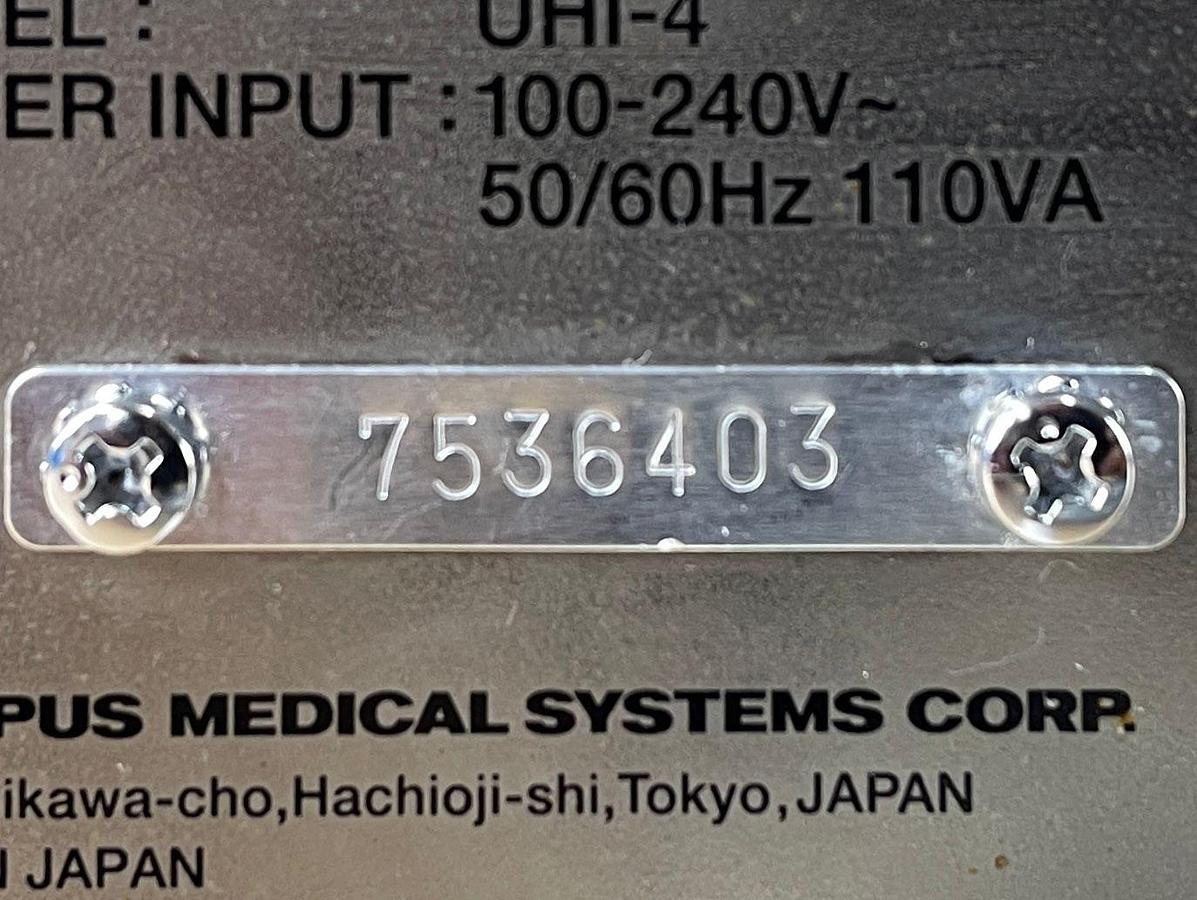 EL : UHI-4
ER INPUT : 100-240V~
50/60Hz 110VA
7536403
PUS MEDICAL SYSTEMS CORP.
ikawa-cho,Hachioji-shi,Tokyo,JAPAN
N JAPAN